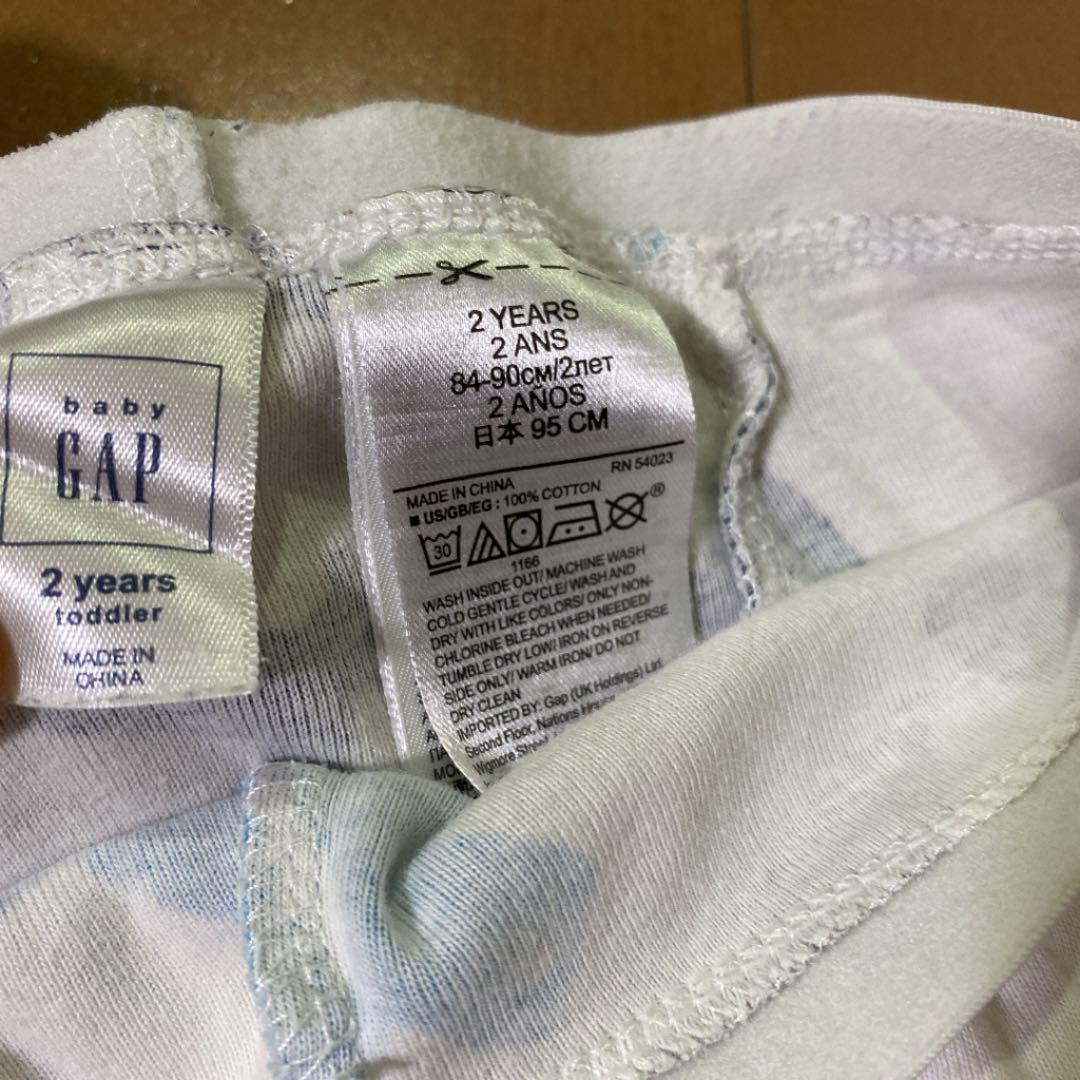 baby
GAP
2 years
toddler
MADE IN
CHINA
2 YEARS
2 ANS
84-90см/2лет
2 AÑOS
日本 95 CM
RN 54023
MADE IN CHINA
■ US/GB/EG : 100% COTTON
30
®
1166
WASH INSIDE OUT/ MACHINE WASH
COLD GENTLE CYCLE/ WASH AND
DRY WITH LIKE COLORS/ ONLY NON-
CHLORINE BLEACH WHEN NEEDED/
TUMBLE DRY LOW/ IRON ON REVERSE
SIDE ONLY/ WARM IRON/ DO NOT
DRY CLEAN
IMPORTED BY: Gap (UK Holdings) Ltd.
Second Floor, Nations House
Wigmore Street